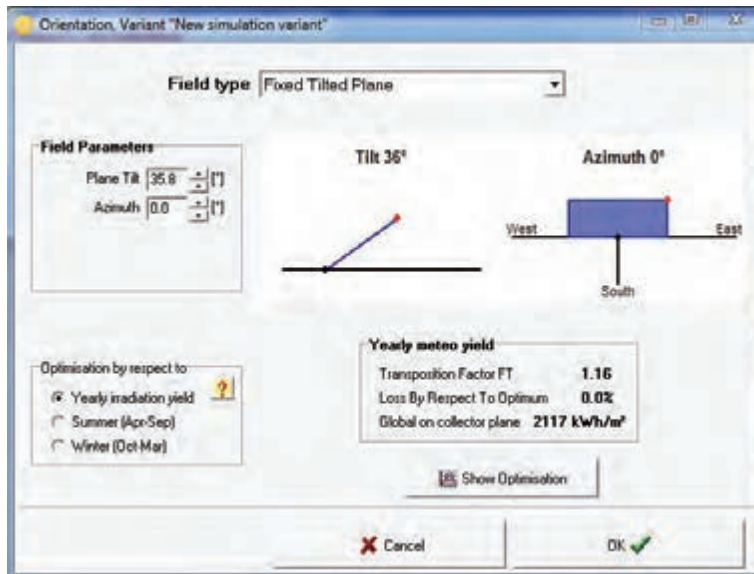 Orientation, Variant "New simulation variant"
Field type Fixed Tilted Plane
Field Parameters
Plane Tilt 35.8 [°]
Azimuth 0.0 [°]
Tilt 36°
Azimuth 0°
West
East
South
Optimisation by respect to
Yearly irradiation yield
Summer (Apr-Sep)
Winter (Oct-Mar)
?
Yearly meteo yield
Transposition Factor FT 1.16
Loss By Respect To Optimum 0.0%
Global on collector plane 2117 kWh/m²
Show Optimisation
Cancel
OK